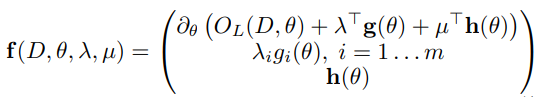 ∂_θ (O_L(D, θ) + λ^⊤ g(θ) + μ^⊤ h(θ))
f(D, θ, λ, μ) = ( λ_i g_i(θ), i = 1 … m )
h(θ)